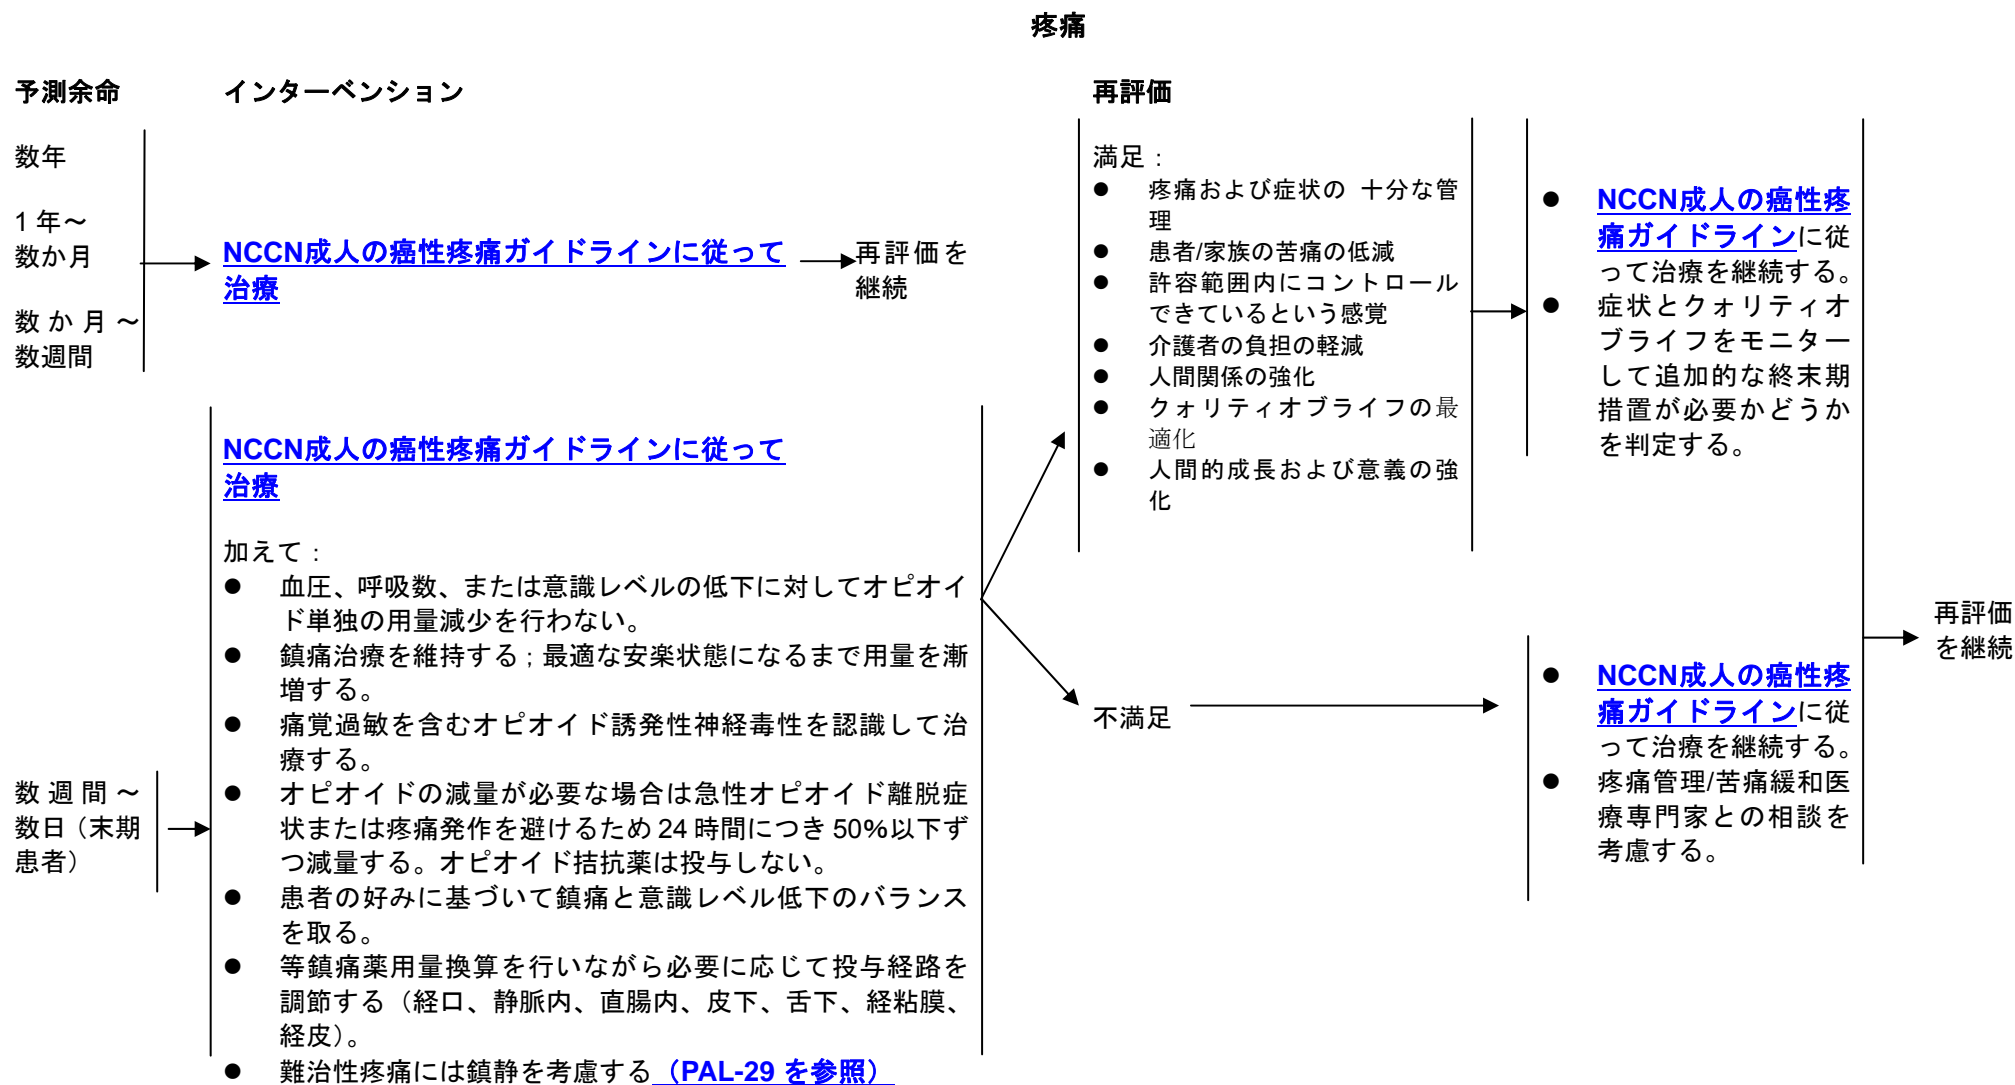 疼痛
予測余命
インターベンション
再評価
数年
1 年～
数か月
数か月～
数週間
NCCN成人の癌性疼痛ガイドラインに従って
治療
再評価を
継続
数週間～
数日（末期
患者）
NCCN成人の癌性疼痛ガイドラインに従って
治療
加えて：
● 血圧、呼吸数、または意識レベルの低下に対してオピオイ
ド単独の用量減少を行わない。
● 鎮痛治療を維持する；最適な安楽状態になるまで用量を漸
増する。
● 痛覚過敏を含むオピオイド誘発性神経毒性を認識して治
療する。
● オピオイドの減量が必要な場合は急性オピオイド離脱症
状または疼痛発作を避けるため 24 時間につき 50%以下ず
つ減量する。オピオイド拮抗薬は投与しない。
● 患者の好みに基づいて鎮痛と意識レベル低下のバランス
を取る。
● 等鎮痛薬用量換算を行いながら必要に応じて投与経路を
調節する（経口、静脈内、直腸内、皮下、舌下、経粘膜、
経皮）。
● 難治性疼痛には鎮静を考慮する（PAL-29 を参照）
満足：
● 疼痛および症状の 十分な管
理
● 患者/家族の苦痛の低減
● 許容範囲内にコントロール
できているという感覚
● 介護者の負担の軽減
● 人間関係の強化
● クォリティオブライフの最
適化
● 人間的成長および意義の強
化
● NCCN成人の癌性疼
痛ガイドラインに従
って治療を継続する。
● 症状とクォリティオ
ブライフをモニター
して追加的な終末期
措置が必要かどうか
を判定する。
不満足
● NCCN成人の癌性疼
痛ガイドラインに従
って治療を継続する。
● 疼痛管理/苦痛緩和医
療専門家との相談を
考慮する。
再評価
を継続